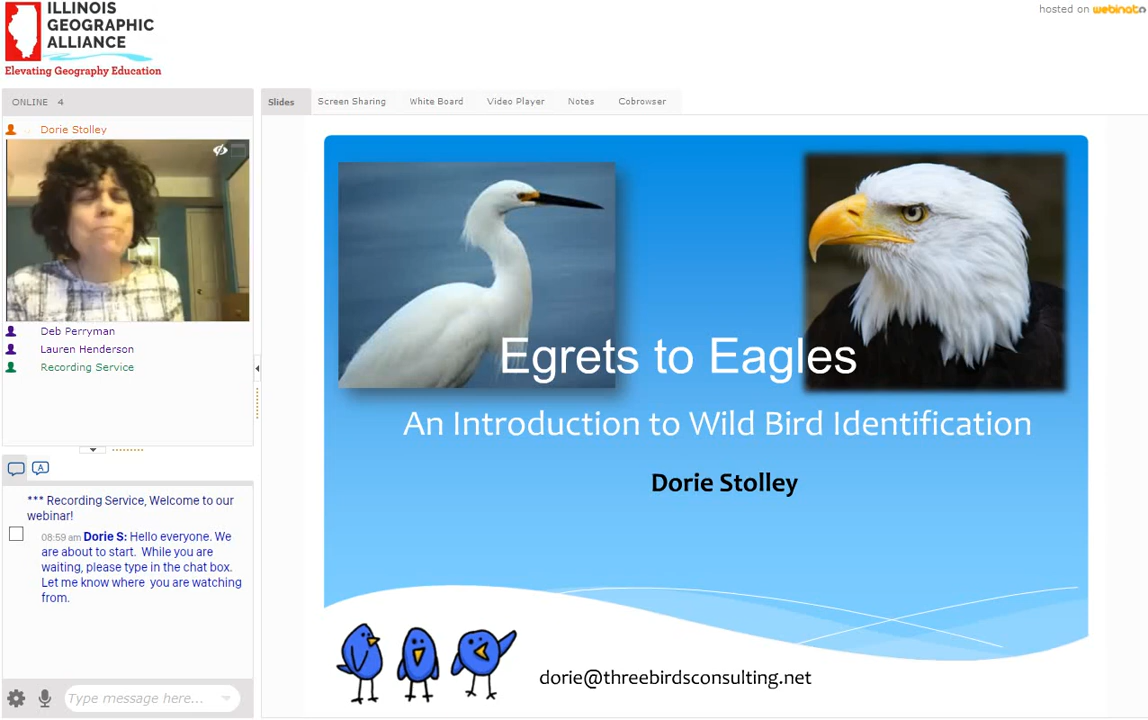 ILLINOIS
GEOGRAPHIC
ALLIANCE
Elevating Geography Education
hosted on webinato
ONLINE 4
Dorie Stolley
Deb Perryman
Lauren Henderson
Recording Service
A
*** Recording Service, Welcome to our
webinar!
08:59 am Dorie S: Hello everyone. We
are about to start. While you are
waiting, please type in the chat box.
Let me know where you are watching
from.
Type message here...
Slides Screen Sharing White Board Video Player Notes Cobrowser
Egrets to Eagles
An Introduction to Wild Bird Identification
Dorie Stolley
dorie@threebirdsconsulting.net